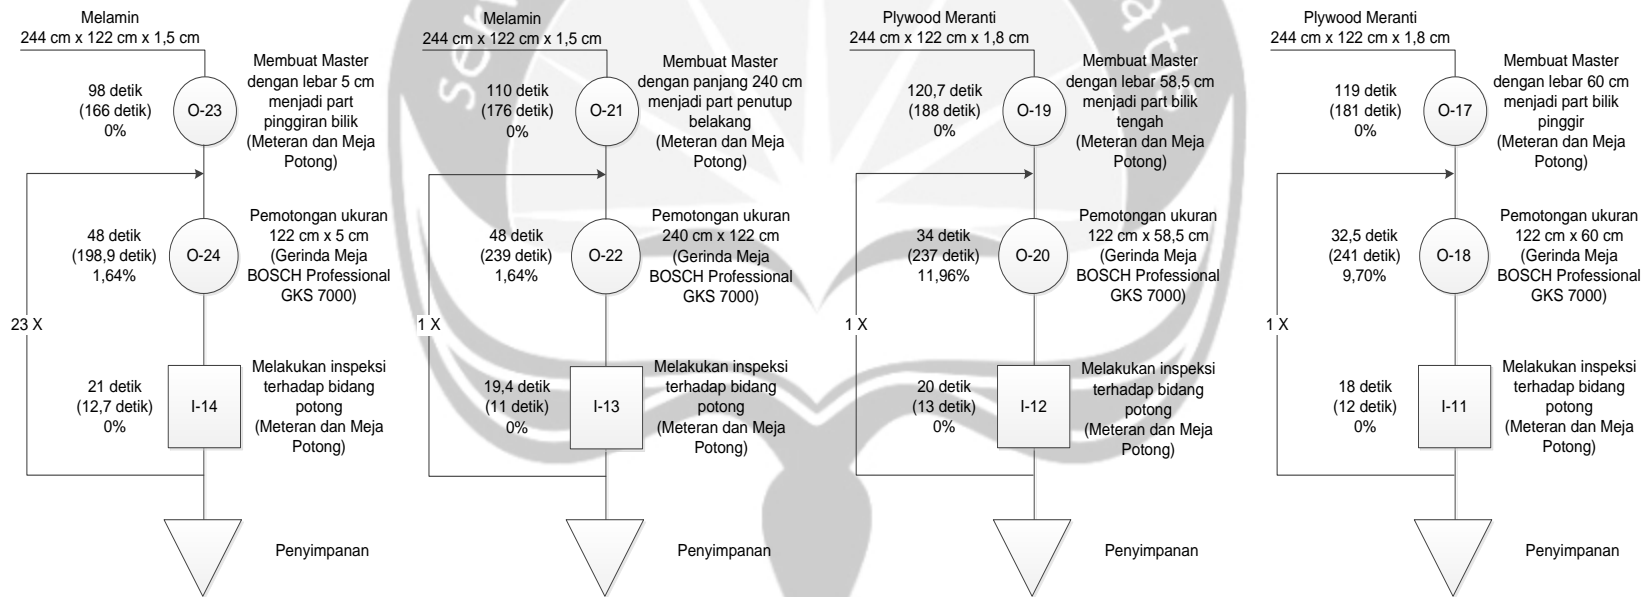 Melamin
244 cm x 122 cm x 1,5 cm
98 detik
(166 detik)
0%
O-23
Membuat Master
dengan lebar 5 cm
menjadi part
pinggiran bilik
(Meteran dan Meja
Potong)
48 detik
(198,9 detik)
1,64%
O-24
Pemotongan ukuran
122 cm x 5 cm
(Gerinda Meja
BOSCH Professional
GKS 7000)
23 X
21 detik
(12,7 detik)
0%
I-14
Melakukan inspeksi
terhadap bidang
potong
(Meteran dan Meja
Potong)
Penyimpanan
Melamin
244 cm x 122 cm x 1,5 cm
110 detik
(176 detik)
0%
O-21
Membuat Master
dengan panjang 240 cm
menjadi part penutup
belakang
(Meteran dan Meja
Potong)
48 detik
(239 detik)
1,64%
O-22
Pemotongan ukuran
240 cm x 122 cm
(Gerinda Meja
BOSCH Professional
GKS 7000)
1 X
19,4 detik
(11 detik)
0%
I-13
Melakukan inspeksi
terhadap bidang
potong
(Meteran dan Meja
Potong)
Penyimpanan
Plywood Meranti
244 cm x 122 cm x 1,8 cm
120,7 detik
(188 detik)
0%
O-19
Membuat Master
dengan lebar 58,5 cm
menjadi part bilik
tengah
(Meteran dan Meja
Potong)
34 detik
(237 detik)
11,96%
O-20
Pemotongan ukuran
122 cm x 58,5 cm
(Gerinda Meja
BOSCH Professional
GKS 7000)
1 X
20 detik
(13 detik)
0%
I-12
Melakukan inspeksi
terhadap bidang
potong
(Meteran dan Meja
Potong)
Penyimpanan
Plywood Meranti
244 cm x 122 cm x 1,8 cm
119 detik
(181 detik)
0%
O-17
Membuat Master
dengan lebar 60 cm
menjadi part bilik
pinggir
(Meteran dan Meja
Potong)
32,5 detik
(241 detik)
9,70%
O-18
Pemotongan ukuran
122 cm x 60 cm
(Gerinda Meja
BOSCH Professional
GKS 7000)
1 X
18 detik
(12 detik)
0%
I-11
Melakukan inspeksi
terhadap bidang
potong
(Meteran dan Meja
Potong)
Penyimpanan